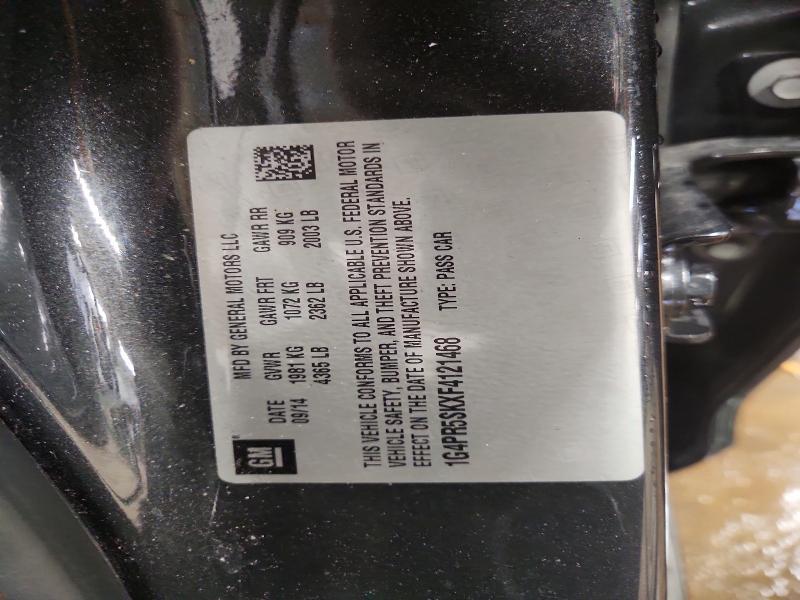 GM
MFD BY GENERAL MOTORS LLC
DATE GVWR GAWR FRT GAWR RR
09/14 1981 KG 1072 KG 909 KG
4365 LB 2362 LB 2003 LB
THIS VEHICLE CONFORMS TO ALL APPLICABLE U.S. FEDERAL MOTOR
VEHICLE SAFETY, BUMPER, AND THEFT PREVENTION STANDARDS IN
EFFECT ON THE DATE OF MANUFACTURE SHOWN ABOVE.
1G4PR5SKXF4121468 TYPE: PASS CAR